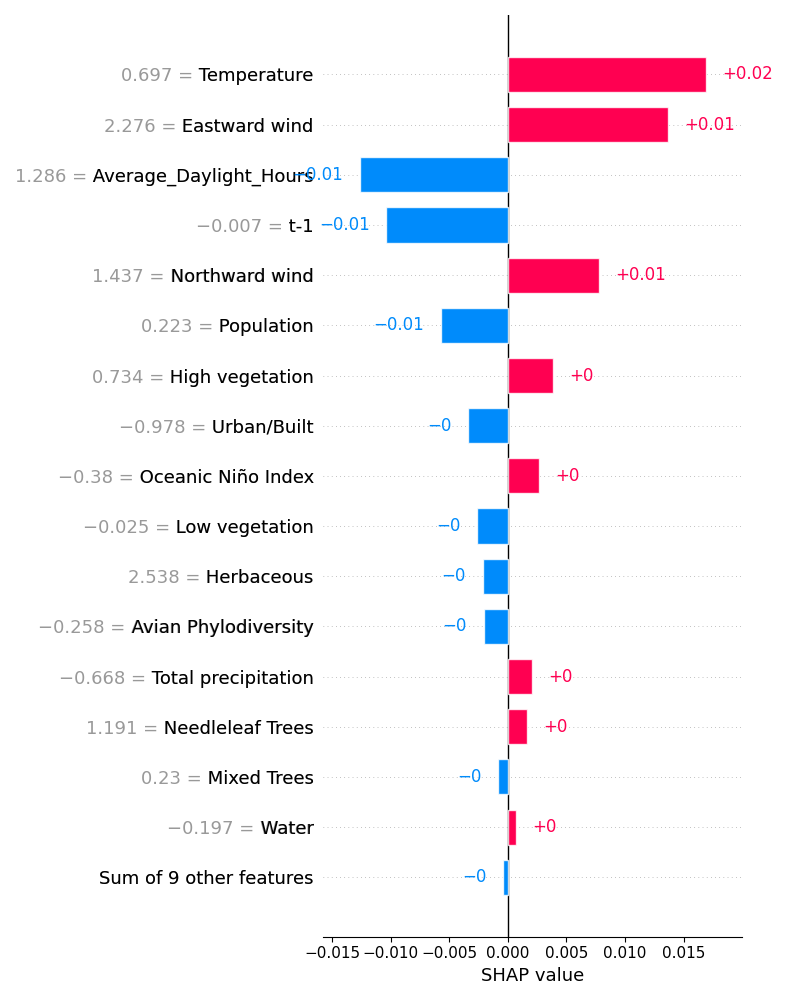 0.697 = Temperature +0.02
2.276 = Eastward wind +0.01
1.286 = Average_Daylight_Hours −0.01
−0.007 = t-1 −0.01
1.437 = Northward wind +0.01
0.223 = Population −0.01
0.734 = High vegetation +0
−0.978 = Urban/Built −0
−0.38 = Oceanic Niño Index +0
−0.025 = Low vegetation −0
2.538 = Herbaceous −0
−0.258 = Avian Phylodiversity −0
−0.668 = Total precipitation +0
1.191 = Needleleaf Trees +0
0.23 = Mixed Trees −0
−0.197 = Water +0
Sum of 9 other features −0
−0.015 −0.010 −0.005 0.000 0.005 0.010 0.015
SHAP value